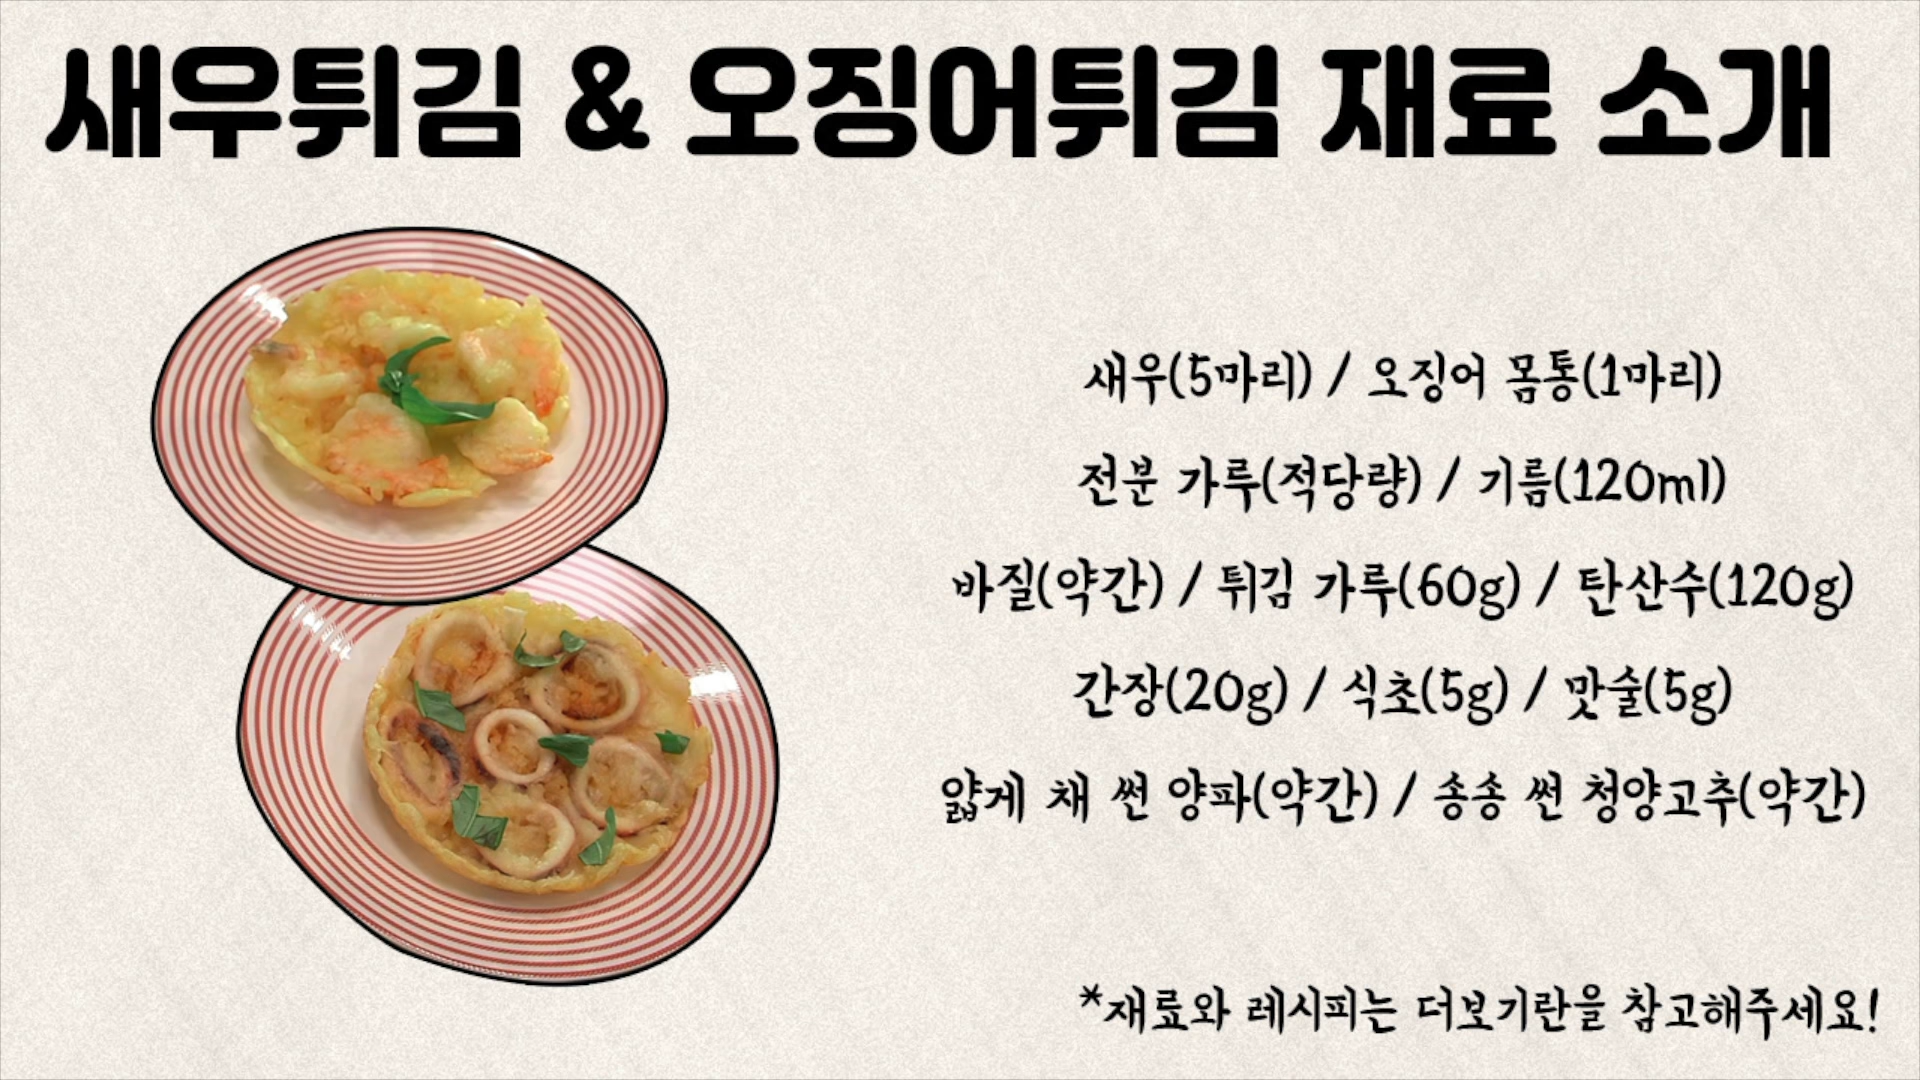 새우튀김 & 오징어튀김 재료 소개
새우(5마리) / 오징어 몸통(1마리)
전분 가루(적당량) / 기름(120ml)
바질(약간) / 튀김 가루(60g) / 탄산수(120g)
간장(20g) / 식초(5g) / 맛술(5g)
얇게 채 썬 양파(약간) / 송송 썬 청양고추(약간)
*재료와 레시피는 더보기란을 참고해주세요!